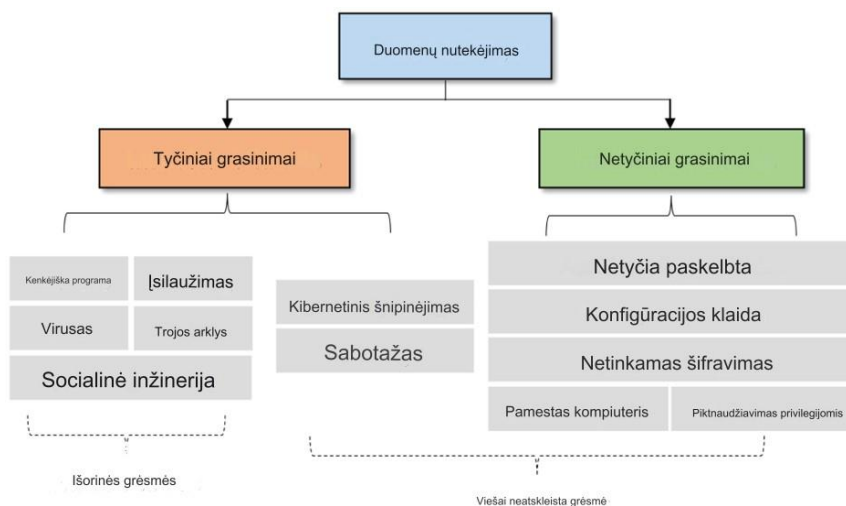 Duomenų nutekėjimas
Tyčiniai grasinimai
Netyčiniai grasinimai
Kenkėjiška programa
Įsilaužimas
Virusas
Trojos arklys
Socialinė inžinerija
Kibernetinis šnipinėjimas
Sabotažas
Netyčia paskelbta
Konfigūracijos klaida
Netinkamas šifravimas
Pamestas kompiuteris
Piktnaudžiavimas privilegijomis
Išorinės grėsmės
Viešai neatskleista grėsmė